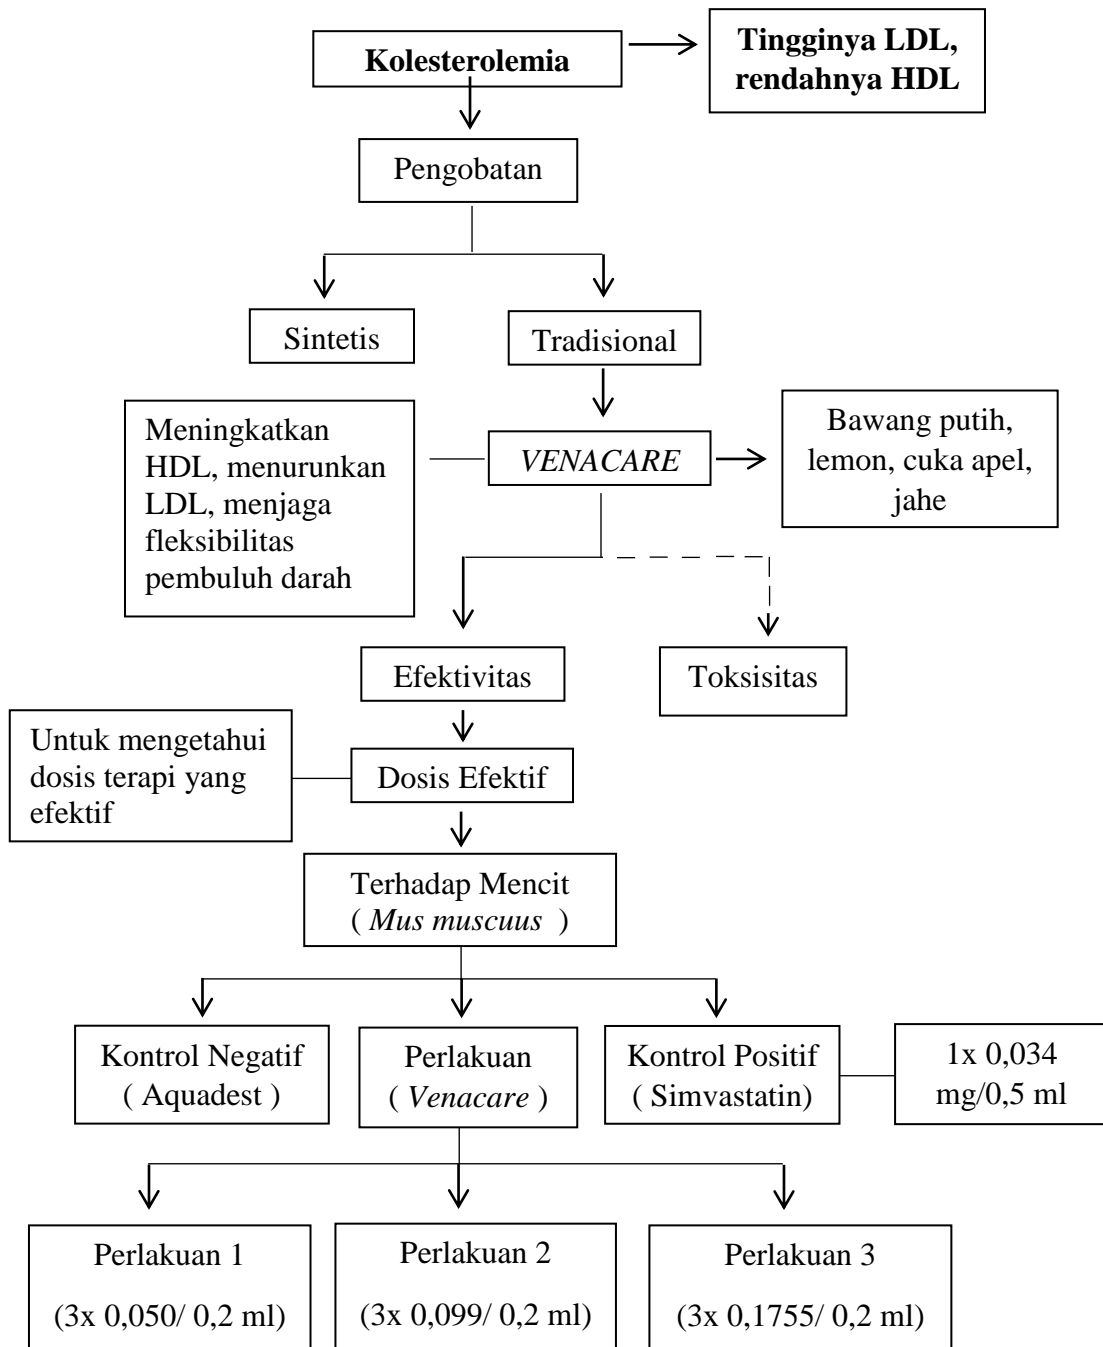 Kolesterolemia
Tingginya LDL,
rendahnya HDL
Pengobatan
Sintetis
Tradisional
Meningkatkan
HDL, menurunkan
LDL, menjaga
fleksibilitas
pembuluh darah
VENACARE
Bawang putih,
lemon, cuka apel,
jahe
Efektivitas
Toksisitas
Untuk mengetahui
dosis terapi yang
efektif
Dosis Efektif
Terhadap Mencit
( Mus muscuus )
Kontrol Negatif
( Aquadest )
Perlakuan
( Venacare )
Kontrol Positif
( Simvastatin)
1x 0,034
mg/0,5 ml
Perlakuan 1
(3x 0,050/ 0,2 ml)
Perlakuan 2
(3x 0,099/ 0,2 ml)
Perlakuan 3
(3x 0,1755/ 0,2 ml)